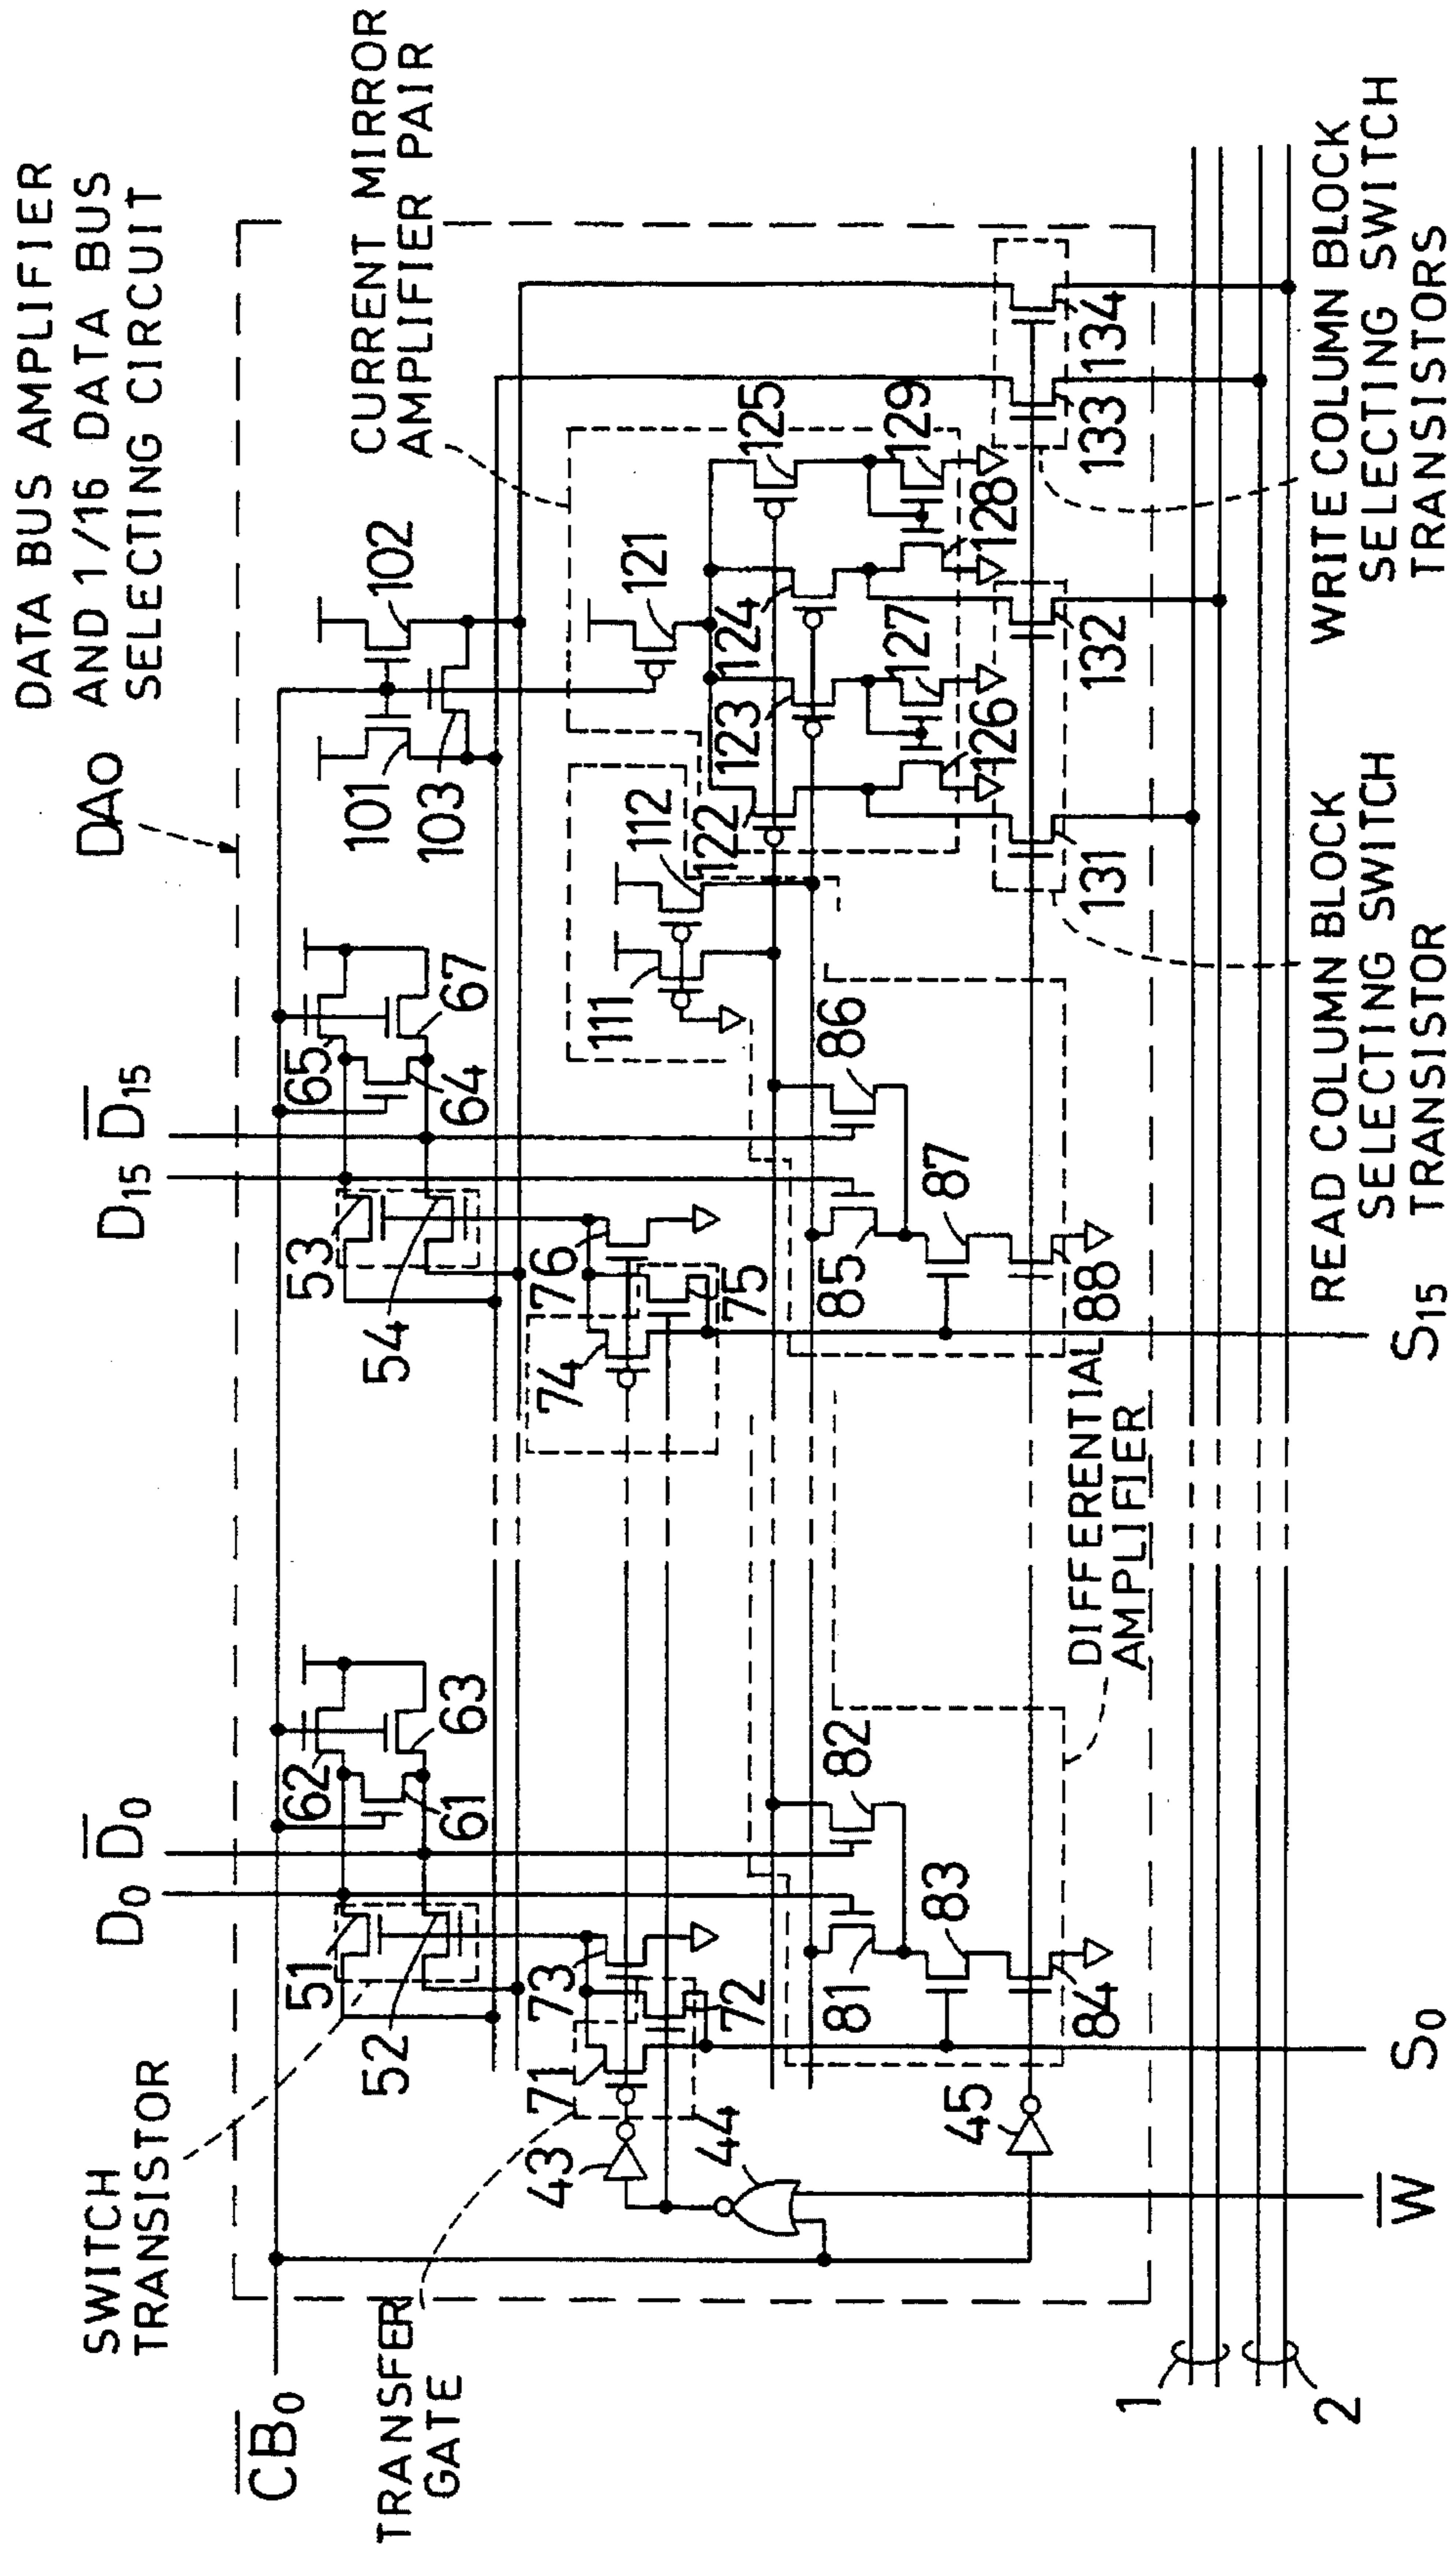 DATA BUS AMPLIFIER
AND 1/16 DATA BUS
SELECTING CIRCUIT
DA0
CURRENT MIRROR
AMPLIFIER PAIR
SWITCH
TRANSISTOR
TRANSFER
GATE
C̅B̅₀
D₀ D̅₀
D₁₅ D̅₁₅
51
52
62
63
61
53
54
65
67
64
101
102
103
43
44
45
71
72
73
74
75
76
81
82
83
84
85
86
87
88
111
112
121
122
123
124
125
126
127
128
129
131
132
133
134
DIFFERENTIAL
AMPLIFIER
READ COLUMN BLOCK
SELECTING SWITCH
TRANSISTOR
WRITE COLUMN BLOCK
SELECTING SWITCH
TRANSISTORS
1
2
W̅
S₀
S₁₅